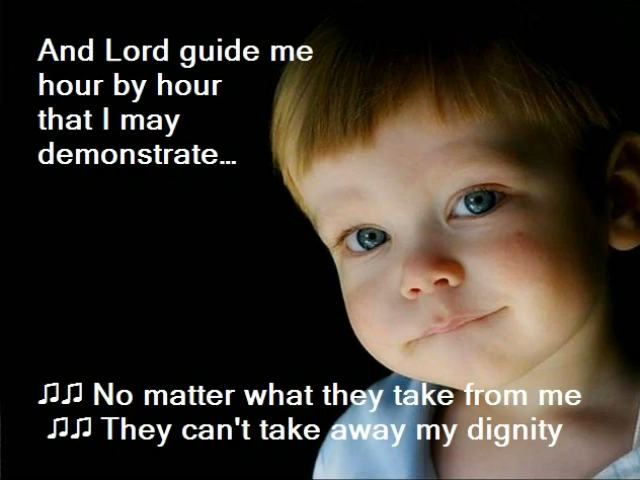 And Lord guide me
hour by hour
that I may
demonstrate...
♫♫ No matter what they take from me
♫♫ They can't take away my dignity